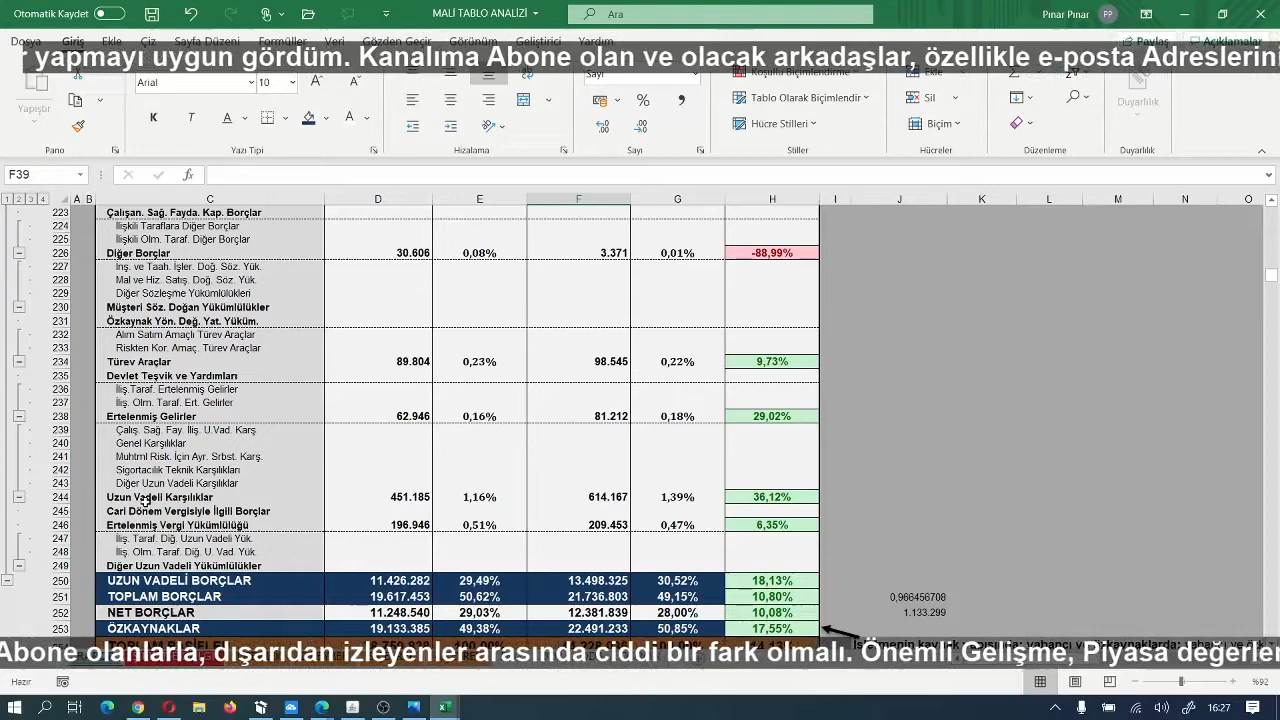 Otomatik Kaydet
MALİ TABLO ANALİZİ
Ara
Pınar Pınar
PP
Dosya Giriş Ekle Çiz Sayfa Düzeni Formüller Veri Gözden Geçir Görünüm Geliştirici Yardım Paylaş Açıklamalar
yapmayı uygun gördüm. Kanalıma Abone olan ve olacak arkadaşlar, özellikle e-posta Adreslerin
Arial 10 Sayı Koşullu Biçimlendirme Ekle
Yapıştır Tablo Olarak Biçimlendir Sil Duyarlılık
Hücre Stilleri Biçim
Pano Yazı Tipi Hizalama Sayı Stiller Hücreler Düzenleme Duyarlılık
F39
1 2 3 4 A B C D E F G H I J K L M N O
223 Çalışan. Sağ. Fayda. Kap. Borçlar
224 İlişkili Taraflara Diğer Borçlar
225 İlişkili Olm. Taraf. Diğer Borçlar
226 Diğer Borçlar 30.606 0,08% 3.371 0,01% -88,99%
227 İnş. ve Taah. İşler. Doğ. Söz. Yük.
228 Mal ve Hiz. Satış. Doğ. Söz. Yük.
229 Diğer Sözleşme Yükümlülükleri
230 Müşteri Söz. Doğan Yükümlülükler
231 Özkaynak Yön. Değ. Yat. Yüküm.
232 Alım Satım Amaçlı Türev Araçlar
233 Riskten Kor. Amaç. Türev Araçlar
234 Türev Araçlar 89.804 0,23% 98.545 0,22% 9,73%
235 Devlet Teşvik ve Yardımları
236 İliş.Taraf. Ertelenmiş Gelirler
237 İliş. Olm. Taraf. Ert. Gelirler
238 Ertelenmiş Gelirler 62.946 0,16% 81.212 0,18% 29,02%
239 Çalış. Sağ. Fay. İliş. U.Vad. Karş.
240 Genel Karşılıklar
241 Muhtml Risk. İçin Ayr. Srbst. Karş.
242 Sigortacılık Teknik Karşılıkları
243 Diğer Uzun Vadeli Karşılıklar
244 Uzun Vadeli Karşılıklar 451.185 1,16% 614.167 1,39% 36,12%
245 Cari Dönem Vergisiyle İlgili Borçlar
246 Ertelenmiş Vergi Yükümlülüğü 196.946 0,51% 209.453 0,47% 6,35%
247 İliş. Taraf. Diğ. Uzun Vadeli Yük.
248 İliş. Olm Taraf. Diğ. U. Vad. Yük.
249 Diğer Uzun Vadeli Yükümlülükler
250 UZUN VADELİ BORÇLAR 11.426.282 29,49% 13.498.325 30,52% 18,13%
251 TOPLAM BORÇLAR 19.617.453 50,62% 21.736.803 49,15% 10,80% 0,966456708
252 NET BORÇLAR 11.248.540 29,03% 12.381.839 28,00% 10,08% 1.133.299
253 ÖZKAYNAKLAR 19.133.385 49,38% 22.491.233 50,85% 17,55%
Abone olanlarla, dışarıdan izleyenler arasında ciddi bir fark olmalı. Önemli Gelişme, Piyasa değerler
Hazır
%92
16:27